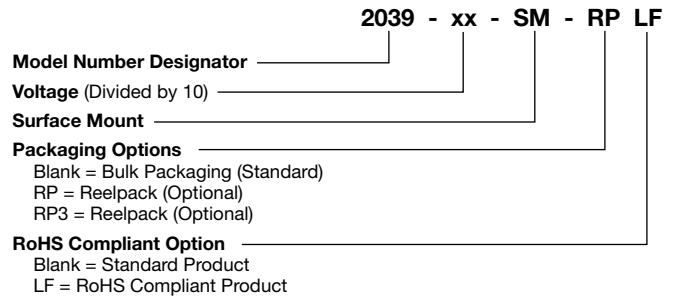 2039 - xx - SM - RP LF
Model Number Designator
Voltage (Divided by 10)
Surface Mount
Packaging Options
Blank = Bulk Packaging (Standard)
RP = Reelpack (Optional)
RP3 = Reelpack (Optional)
RoHS Compliant Option
Blank = Standard Product
LF = RoHS Compliant Product